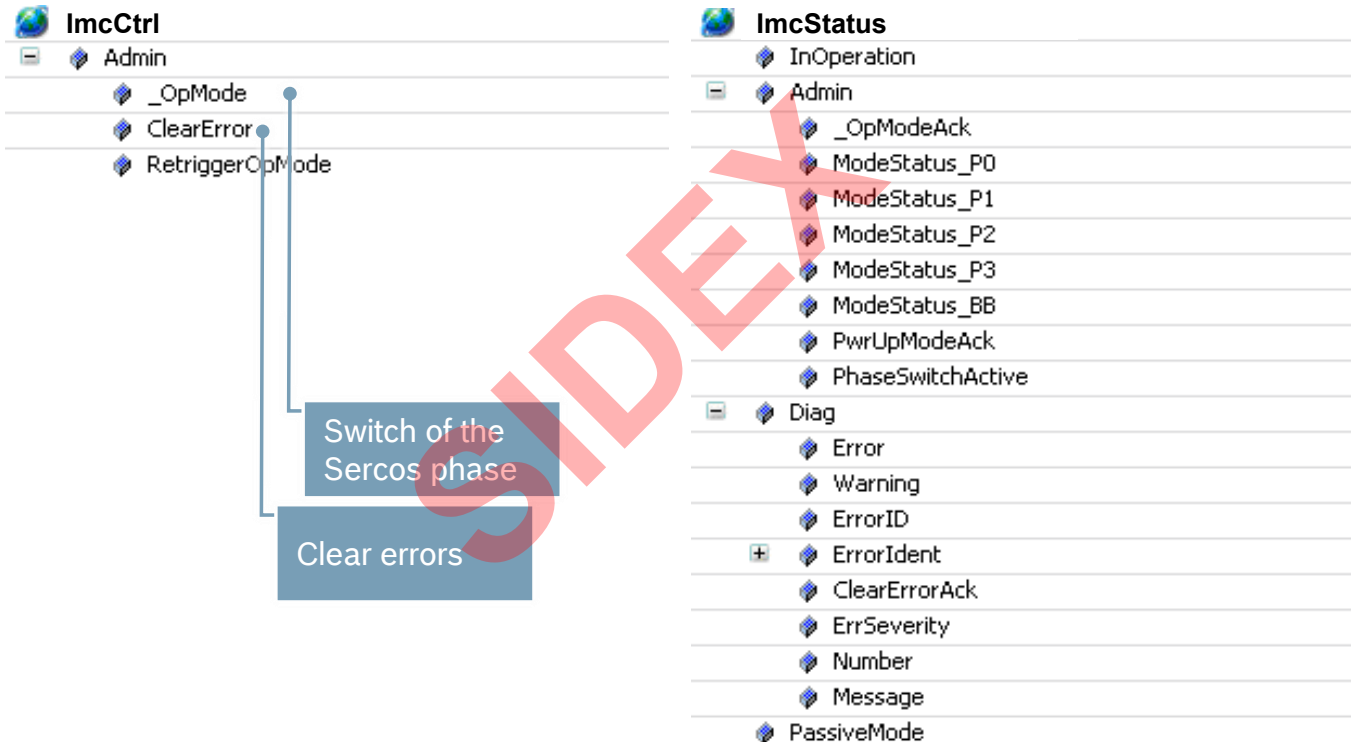 ImcCtrl
Admin
_OpMode
ClearError
RetriggerOpMode
Switch of the
Sercos phase
Clear errors
ImcStatus
InOperation
Admin
_OpModeAck
ModeStatus_P0
ModeStatus_P1
ModeStatus_P2
ModeStatus_P3
ModeStatus_BB
PwrUpModeAck
PhaseSwitchActive
Diag
Error
Warning
ErrorID
ErrorIdent
ClearErrorAck
ErrSeverity
Number
Message
PassiveMode
SIDEX